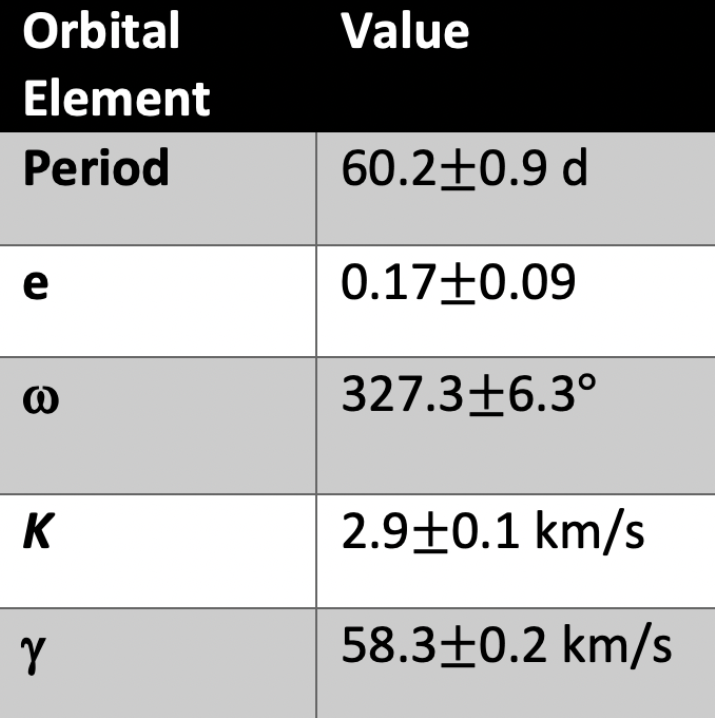 Orbital Value
Element
Period 60.2±0.9 d
e 0.17±0.09
ω 327.3±6.3°
K 2.9±0.1 km/s
γ 58.3±0.2 km/s